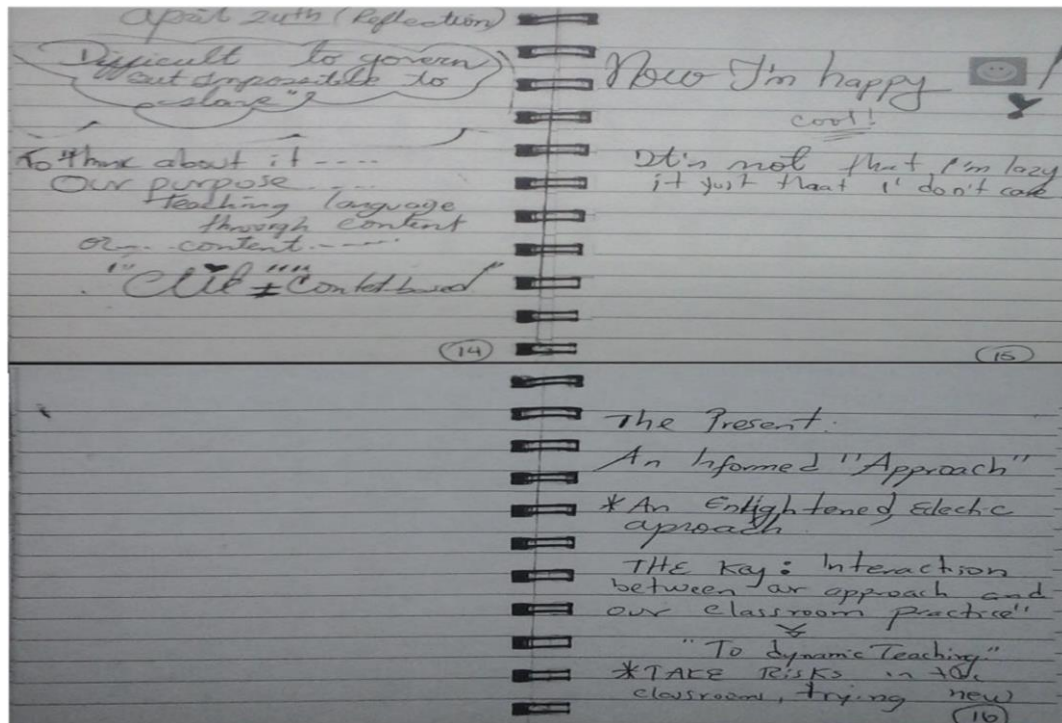 April 24th (Reflection)
"Difficult to govern
but impossible to
slave"
To think about it ----
Our purpose ----
teaching language
through content
or --- content -----
"Clil" ≠ "Contet based"
14
Now I'm happy !
cool!
It's not that I'm lazy
it just that I don't care
15
The Present.
An Informed "Approach"
*An Enlightened, Eclectic
aproach
THE Key: Interaction
between our approach and
our classroom practice"
"To dynamic Teaching"
*TAKE Risks in the
classroom, trying new
16